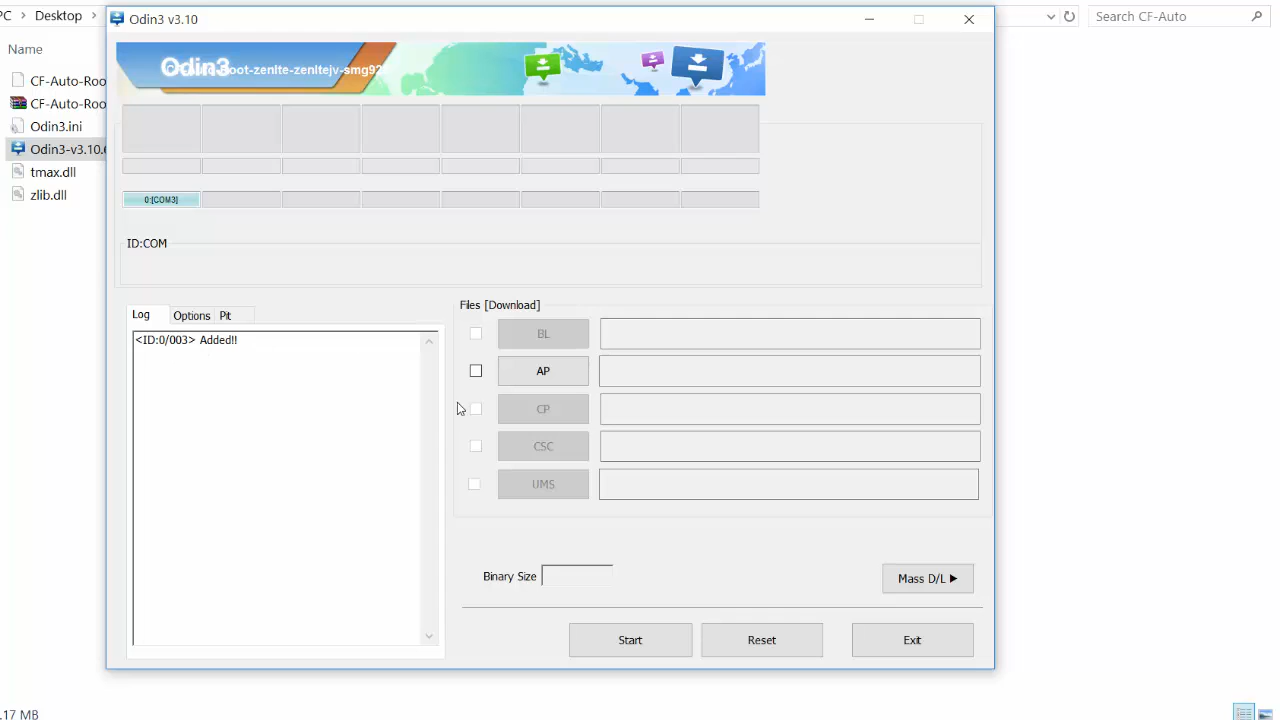 Odin3 v3.10
PC > Desktop >
Search CF-Auto
Name
CF-Auto-Roo
CF-Auto-Roo
Odin3.ini
Odin3-v3.10.
tmax.dll
zlib.dll
Odin3
-Root-zenlte-zenltejv-smg92
0:[COM3]
ID:COM
Log
Options
Pit
<ID:0/003> Added!!
Files [Download]
BL
AP
CP
CSC
UMS
Binary Size
Mass D/L ▶
Start
Reset
Exit
.17 MB